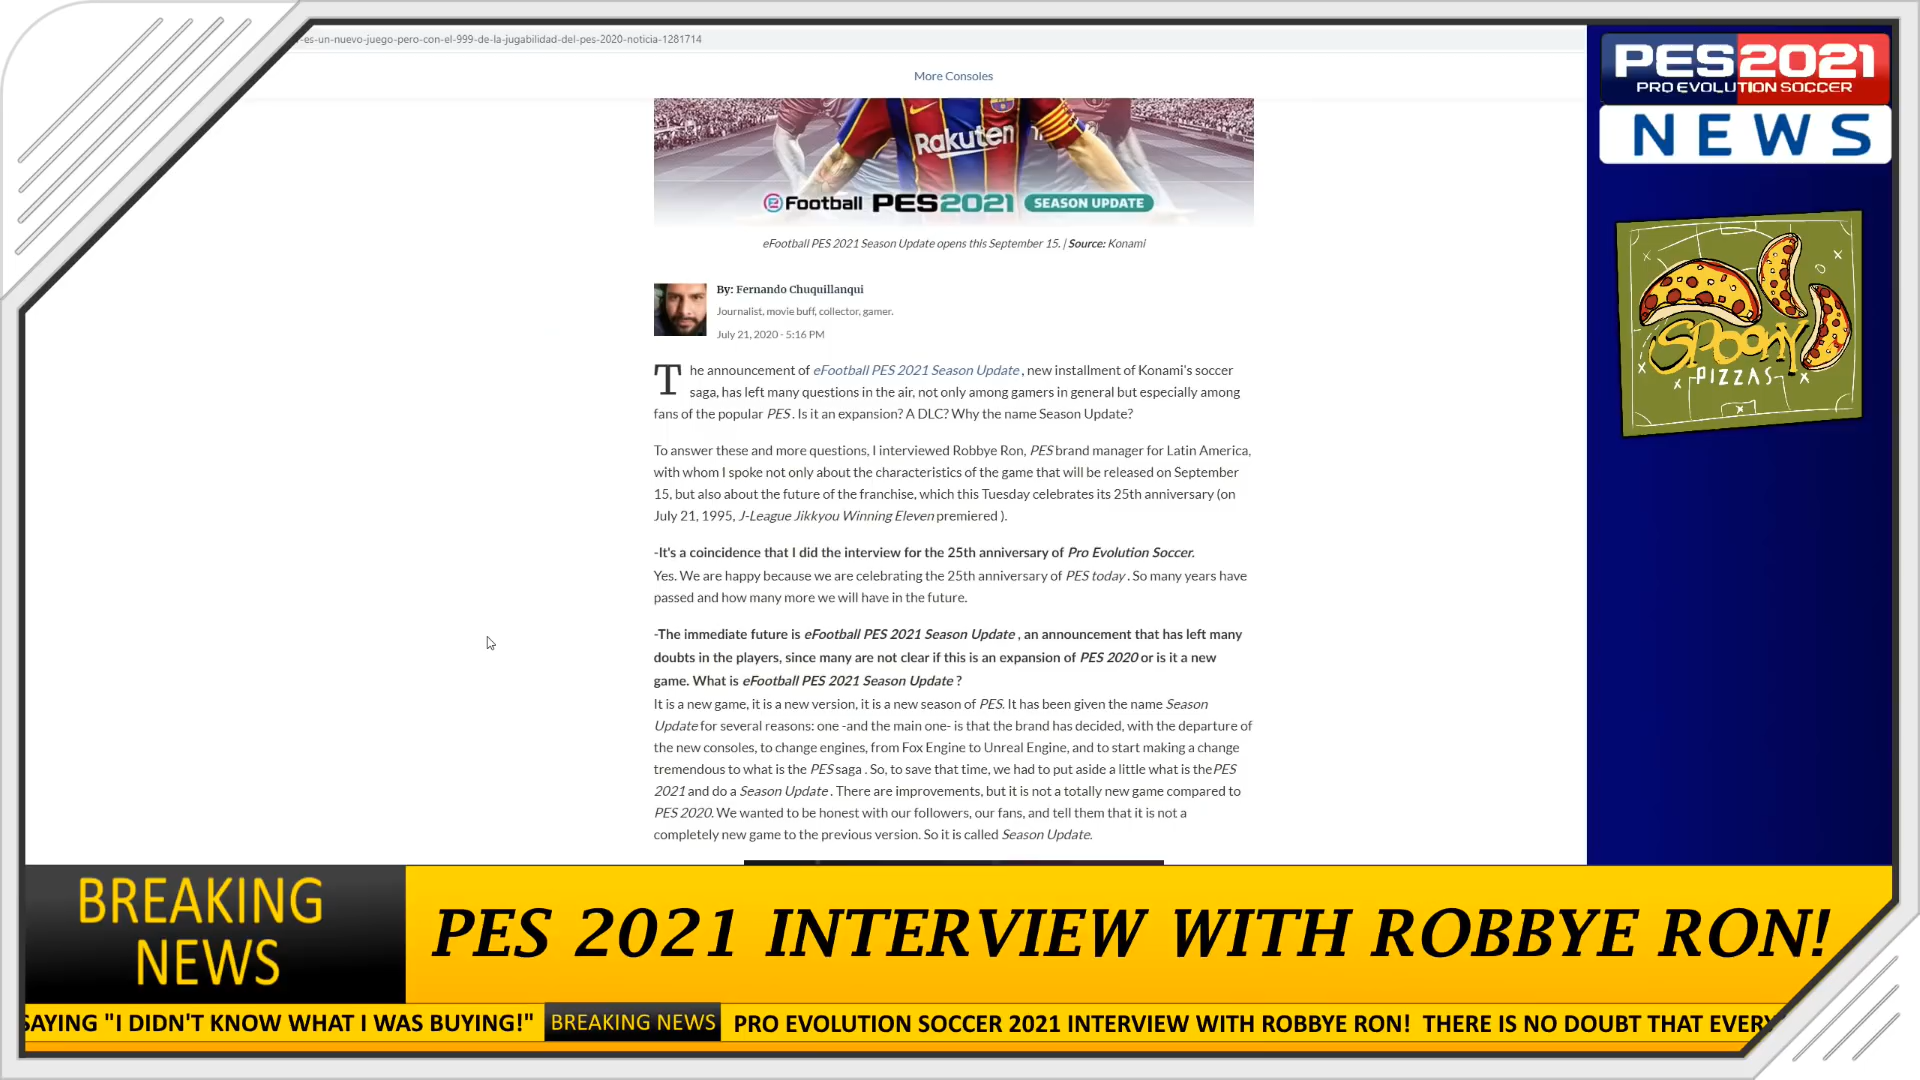 -es-un-nuevo-juego-pero-con-el-999-de-la-jugabilidad-del-pes-2020-noticia-1281714
More Consoles
Rakuten
eFootball PES2021 SEASON UPDATE
eFootball PES 2021 Season Update opens this September 15. | Source: Konami
By: Fernando Chuquillanqui
Journalist, movie buff, collector, gamer.
July 21, 2020 - 5:16 PM
The announcement of eFootball PES 2021 Season Update , new installment of Konami's soccer
saga, has left many questions in the air, not only among gamers in general but especially among
fans of the popular PES . Is it an expansion? A DLC? Why the name Season Update?
To answer these and more questions, I interviewed Robbye Ron, PES brand manager for Latin America,
with whom I spoke not only about the characteristics of the game that will be released on September
15, but also about the future of the franchise, which this Tuesday celebrates its 25th anniversary (on
July 21, 1995, J-League Jikkyou Winning Eleven premiered ).
-It's a coincidence that I did the interview for the 25th anniversary of Pro Evolution Soccer.
Yes. We are happy because we are celebrating the 25th anniversary of PES today . So many years have
passed and how many more we will have in the future.
-The immediate future is eFootball PES 2021 Season Update , an announcement that has left many
doubts in the players, since many are not clear if this is an expansion of PES 2020 or is it a new
game. What is eFootball PES 2021 Season Update ?
It is a new game, it is a new version, it is a new season of PES. It has been given the name Season
Update for several reasons: one -and the main one- is that the brand has decided, with the departure of
the new consoles, to change engines, from Fox Engine to Unreal Engine, and to start making a change
tremendous to what is the PES saga . So, to save that time, we had to put aside a little what is the PES
2021 and do a Season Update . There are improvements, but it is not a totally new game compared to
PES 2020. We wanted to be honest with our followers, our fans, and tell them that it is not a
completely new game to the previous version. So it is called Season Update.
PES2021
PRO EVOLUTION SOCCER
NEWS
SPOONY
PIZZAS
BREAKING
NEWS
PES 2021 INTERVIEW WITH ROBBYE RON!
SAYING "I DIDN'T KNOW WHAT I WAS BUYING!" BREAKING NEWS PRO EVOLUTION SOCCER 2021 INTERVIEW WITH ROBBYE RON! THERE IS NO DOUBT THAT EVERY